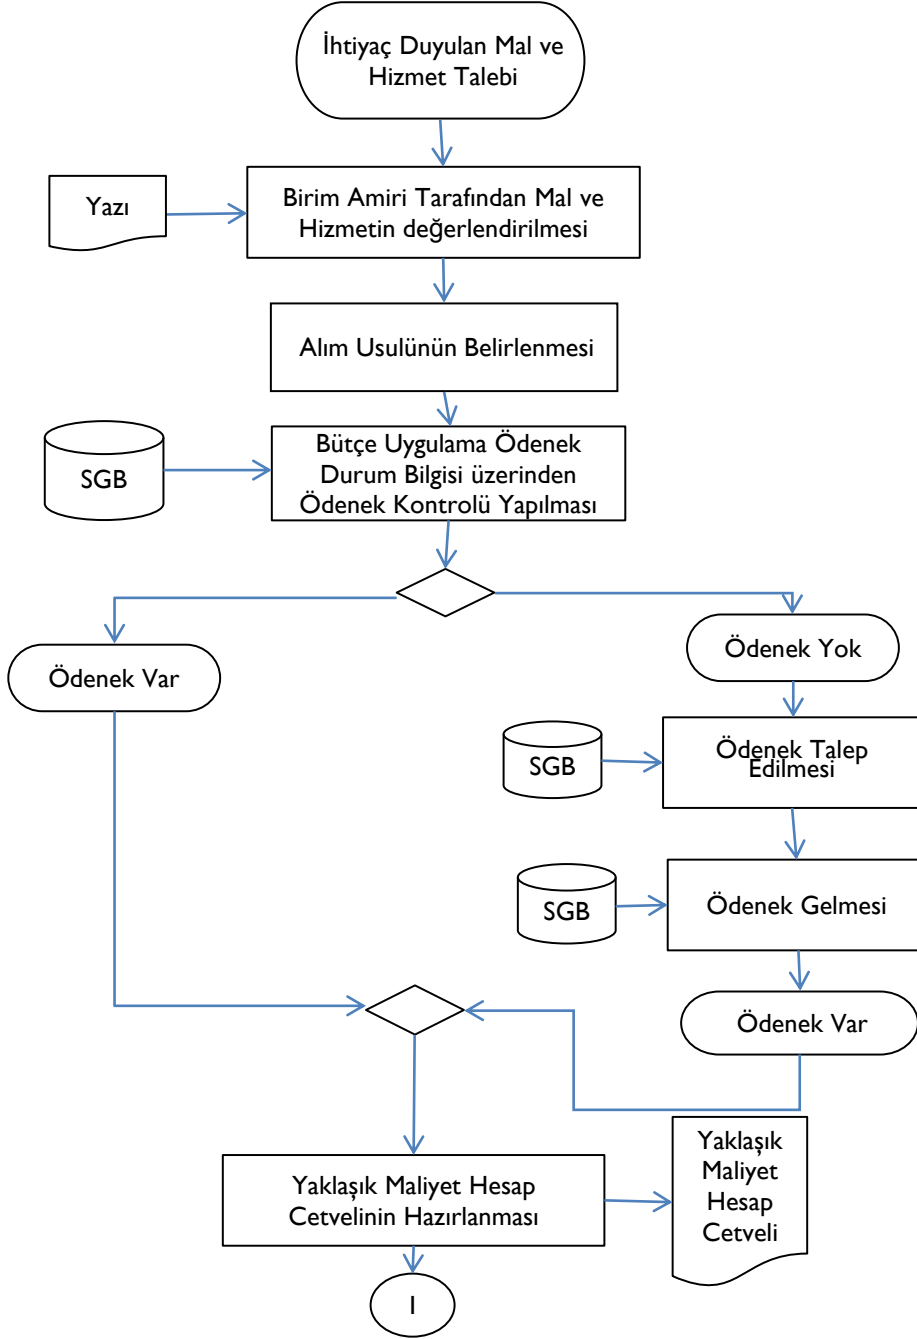 İhtiyaç Duyulan Mal ve
Hizmet Talebi
Yazı
Birim Amiri Tarafından Mal ve
Hizmetin değerlendirilmesi
Alım Usulünün Belirlenmesi
SGB
Bütçe Uygulama Ödenek
Durum Bilgisi üzerinden
Ödenek Kontrolü Yapılması
Ödenek Var
Ödenek Yok
SGB
Ödenek Talep
Edilmesi
SGB
Ödenek Gelmesi
Ödenek Var
Yaklaşık Maliyet Hesap
Cetvelinin Hazırlanması
Yaklaşık
Maliyet
Hesap
Cetveli
I